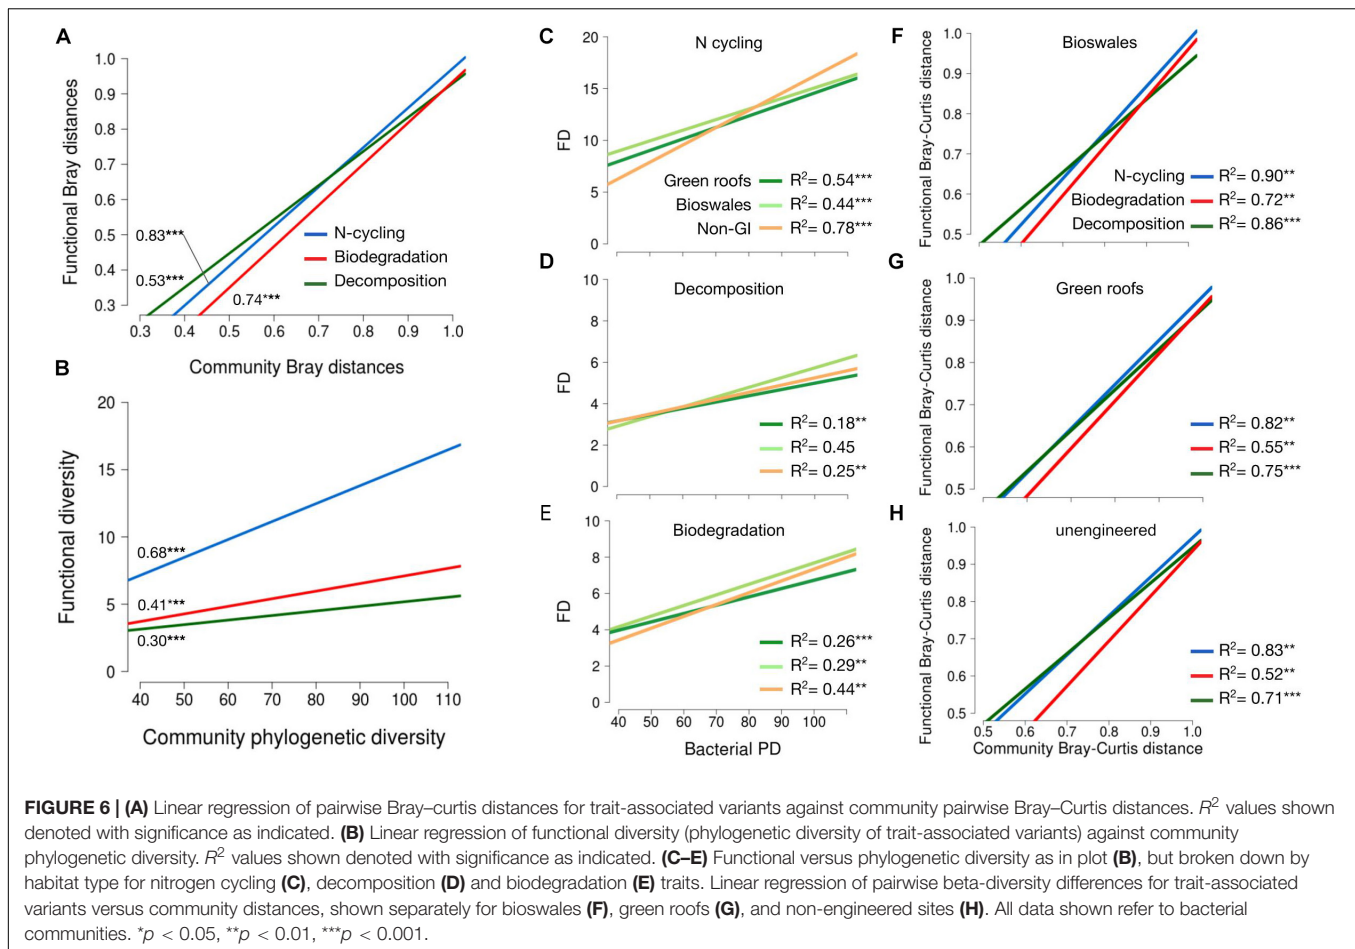 A
Functional Bray distances
1.0
0.9
0.8
0.7
0.6
0.5
0.4
0.3
0.83***
0.53***
0.74***
N-cycling
Biodegradation
Decomposition
0.3 0.4 0.5 0.6 0.7 0.8 0.9 1.0
Community Bray distances
B
Functional diversity
20
15
10
5
0
0.68***
0.41***
0.30***
40 50 60 70 80 90 100 110
Community phylogenetic diversity
C
N cycling
FD
20
15
10
5
0
Green roofs R²= 0.54***
Bioswales R²= 0.44***
Non-GI R²= 0.78***
D
Decomposition
FD
10
8
6
4
2
0
R²= 0.18**
R²= 0.45
R²= 0.25**
E
Biodegradation
FD
10
8
6
4
2
0
R²= 0.26***
R²= 0.29**
R²= 0.44**
40 50 60 70 80 90 100
Bacterial PD
F
Bioswales
Functional Bray-Curtis distance
1.0
0.9
0.8
0.7
0.6
0.5
N-cycling R²= 0.90**
Biodegradation R²= 0.72**
Decomposition R²= 0.86***
G
Green roofs
Functional Bray-Curtis distance
1.0
0.9
0.8
0.7
0.6
0.5
R²= 0.82**
R²= 0.55**
R²= 0.75***
H
unengineered
Functional Bray-Curtis distance
1.0
0.9
0.8
0.7
0.6
0.5
R²= 0.83**
R²= 0.52**
R²= 0.71***
0.5 0.6 0.7 0.8 0.9 1.0
Community Bray-Curtis distance
FIGURE 6 | (A) Linear regression of pairwise Bray–curtis distances for trait-associated variants against community pairwise Bray–Curtis distances. R² values shown
denoted with significance as indicated. (B) Linear regression of functional diversity (phylogenetic diversity of trait-associated variants) against community
phylogenetic diversity. R² values shown denoted with significance as indicated. (C–E) Functional versus phylogenetic diversity as in plot (B), but broken down by
habitat type for nitrogen cycling (C), decomposition (D) and biodegradation (E) traits. Linear regression of pairwise beta-diversity differences for trait-associated
variants versus community distances, shown separately for bioswales (F), green roofs (G), and non-engineered sites (H). All data shown refer to bacterial
communities. *p < 0.05, **p < 0.01, ***p < 0.001.